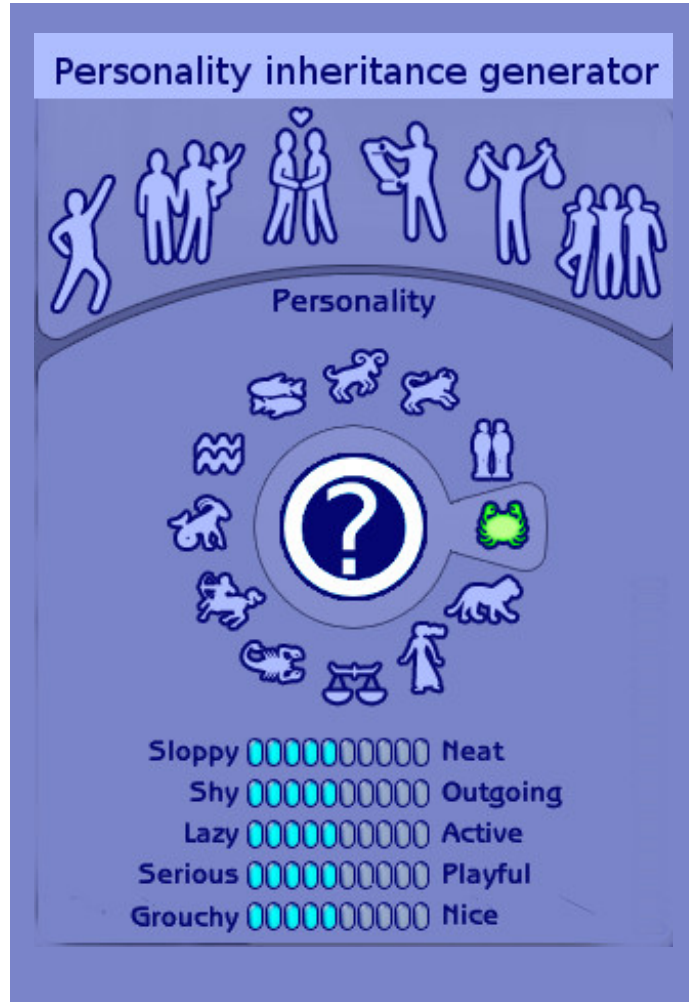 Personality inheritance generator
Personality
?
Sloppy Neat
Shy Outgoing
Lazy Active
Serious Playful
Grouchy Nice